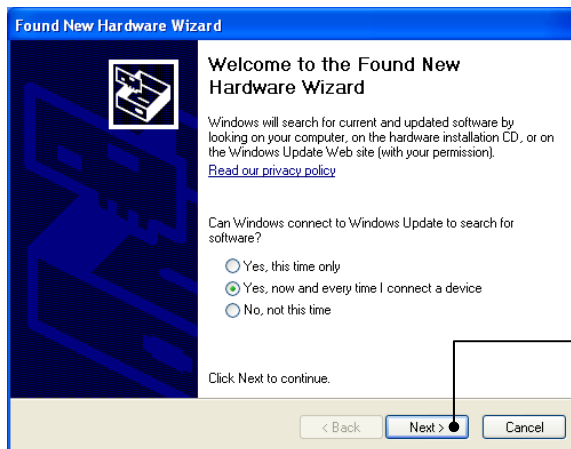 Found New Hardware Wizard
Welcome to the Found New
Hardware Wizard
Windows will search for current and updated software by
looking on your computer, on the hardware installation CD, or on
the Windows Update Web site (with your permission).
Read our privacy policy
Can Windows connect to Windows Update to search for
software?
Yes, this time only
Yes, now and every time I connect a device
No, not this time
Click Next to continue.
< Back Next > Cancel